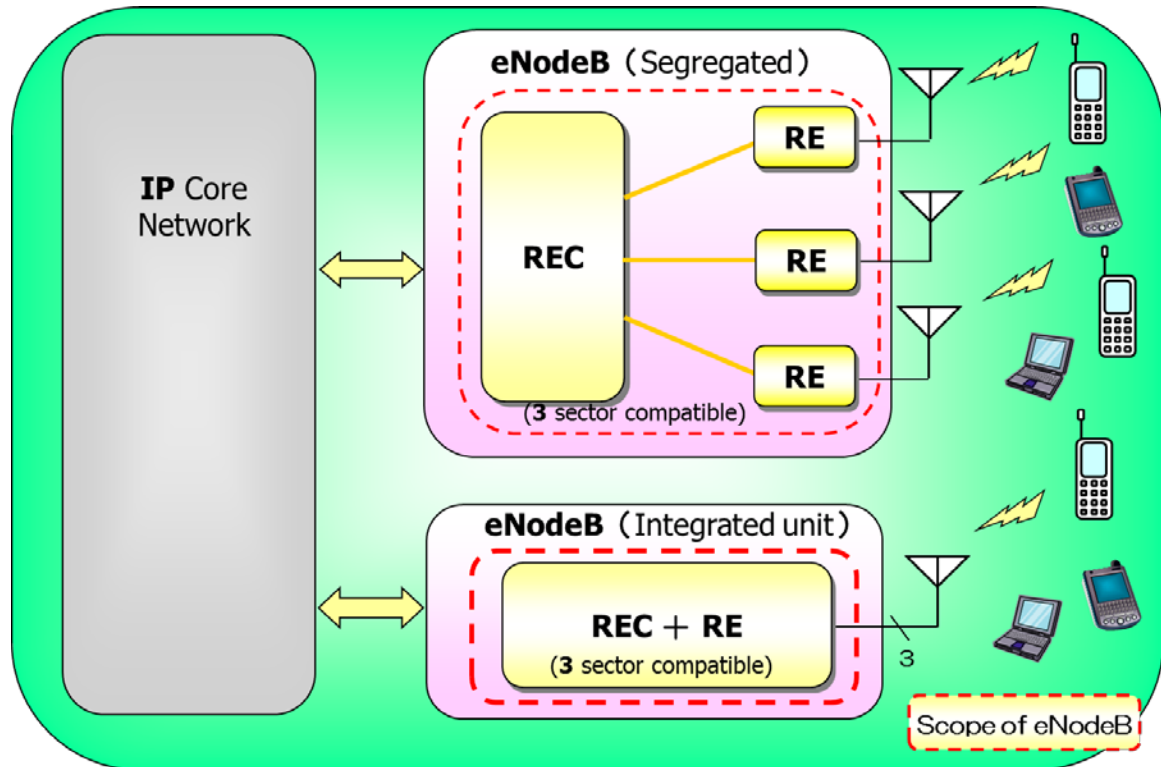 IP Core
Network
eNodeB (Segregated)
REC
RE
RE
RE
(3 sector compatible)
eNodeB (Integrated unit)
REC + RE
(3 sector compatible)
3
Scope of eNodeB